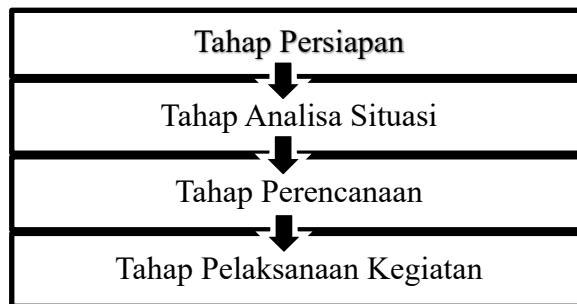 Tahap Persiapan
Tahap Analisa Situasi
Tahap Perencanaan
Tahap Pelaksanaan Kegiatan